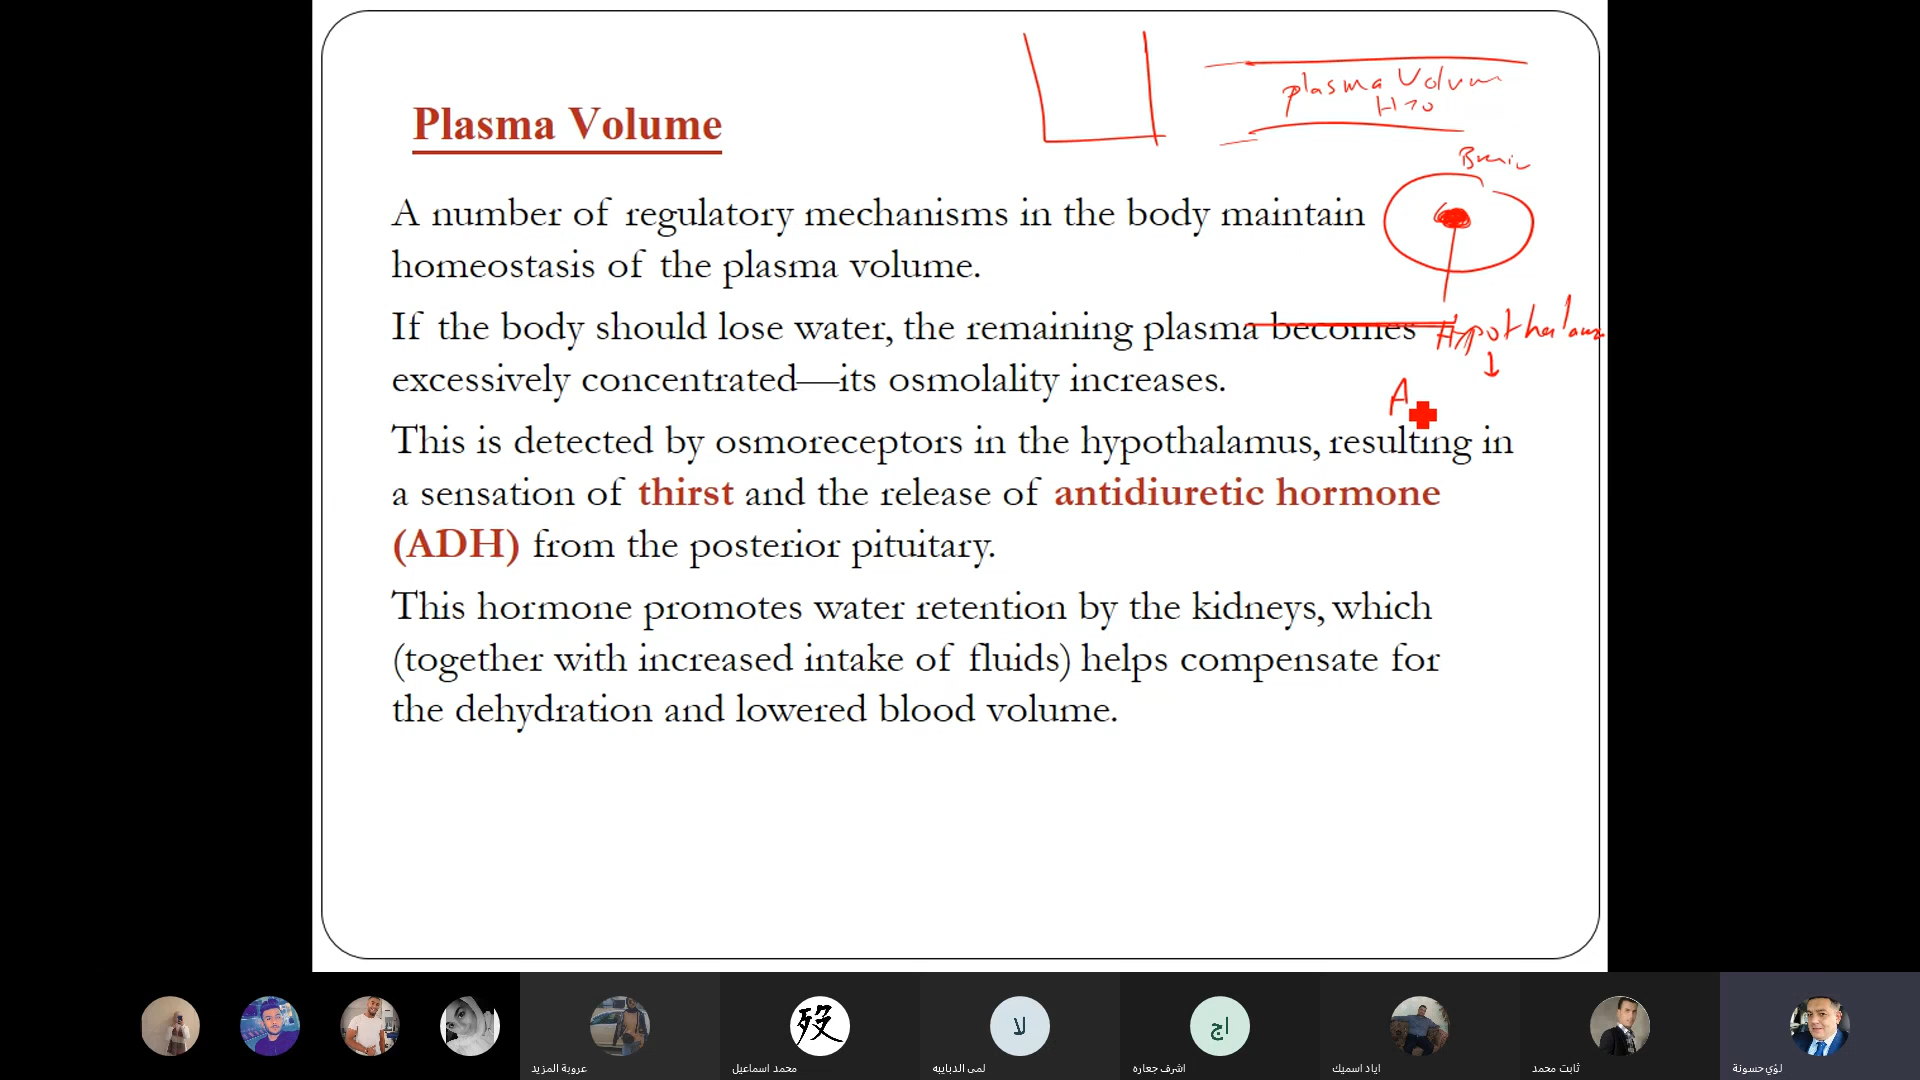 plasma Volum
H2O
Plasma Volume
Brain
A number of regulatory mechanisms in the body maintain
homeostasis of the plasma volume.
If the body should lose water, the remaining plasma becomes
Hypothalamus
excessively concentrated—its osmolality increases.
A
This is detected by osmoreceptors in the hypothalamus, resulting in
a sensation of thirst and the release of antidiuretic hormone
(ADH) from the posterior pituitary.
This hormone promotes water retention by the kidneys, which
(together with increased intake of fluids) helps compensate for
the dehydration and lowered blood volume.
لا
اج
عروبة المزيد
محمد اسماعيل
لمى الدبايبه
اشرف جعاره
اياد اسميك
ثابت محمد
لؤي حسونة